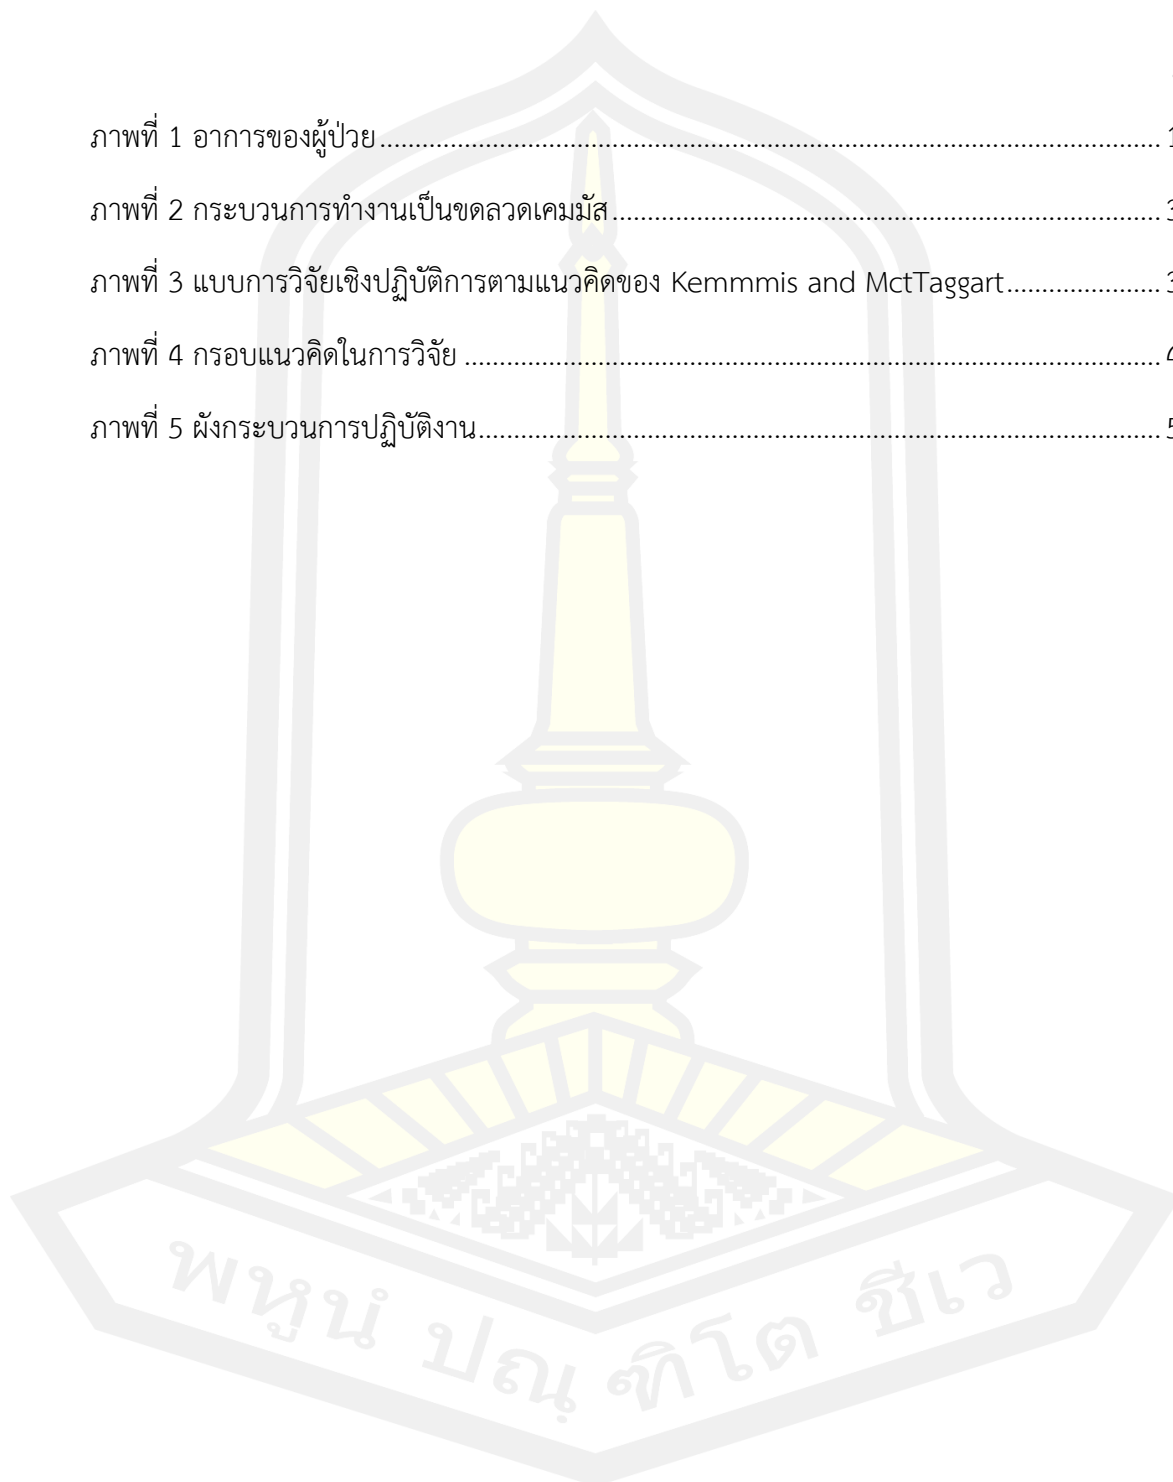 ภาพที่ 1 อาการของผู้ป่วย........................................................................................................ 1
ภาพที่ 2 กระบวนการทำงานเป็นขดลวดเคมมัส......................................................................... 3
ภาพที่ 3 แบบการวิจัยเชิงปฏิบัติการตามแนวคิดของ Kemmmis and MctTaggart...................... 3
ภาพที่ 4 กรอบแนวคิดในการวิจัย ............................................................................................ 4
ภาพที่ 5 ผังกระบวนการปฏิบัติงาน........................................................................................... 5
พหูนํ ปณฺฑิโต ชีเว